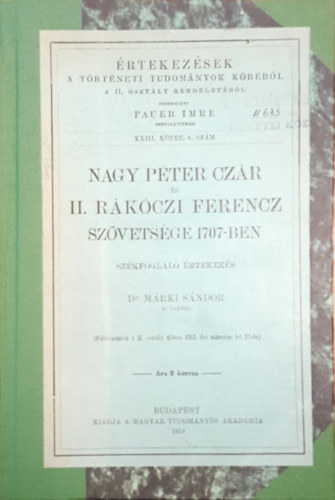 ÉRTEKEZÉSEK
A TÖRTÉNETI TUDOMÁNYOK KÖRÉBŐL
A II. OSZTÁLY RENDELETÉBŐL
SZERKESZTI
PAUER IMRE
OSZTÁLYTITKÁR
XXIII. KÖTET, 6. SZÁM
NAGY PÉTER CZÁR
ÉS
II. RÁKÓCZI FERENCZ
SZÖVETSÉGE 1707-BEN
SZÉKFOGLALÓ ÉRTEKEZÉS
Dr MÁRKI SÁNDOR
Ára 3 korona
BUDAPEST
KIADJA A MAGYAR TUDOMÁNYOS AKADÉMIA